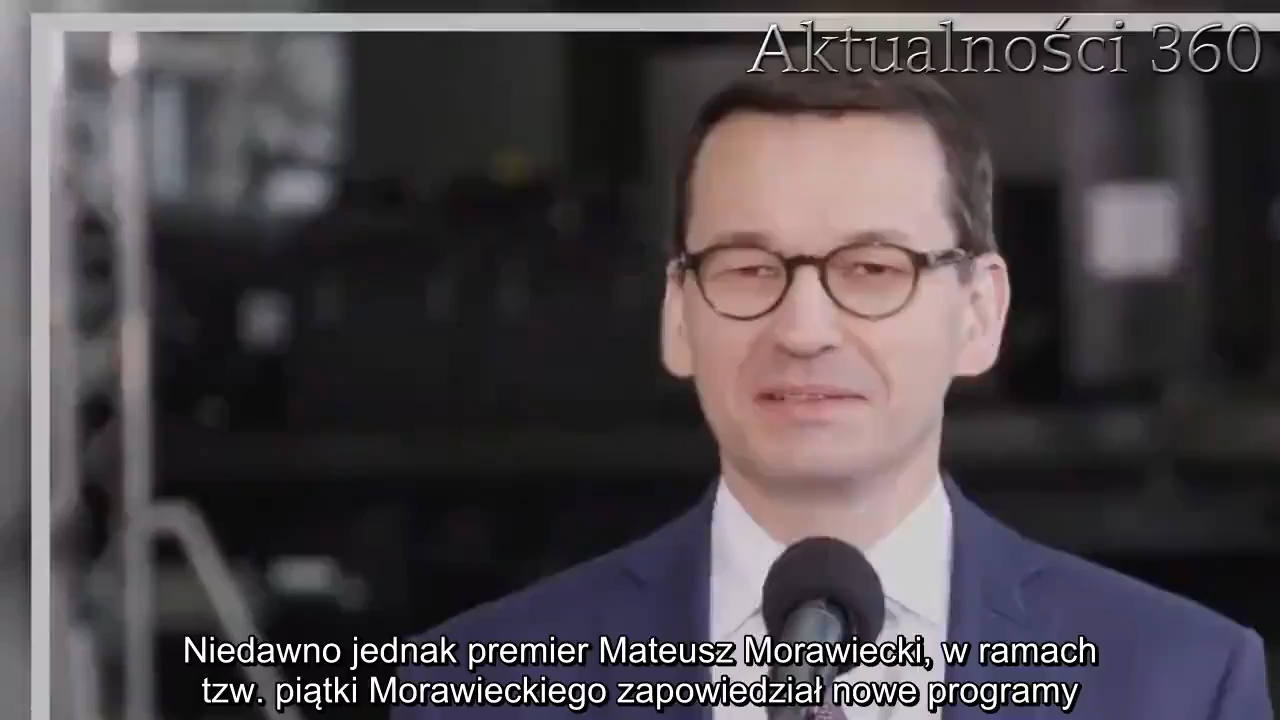 Aktualności 360
Niedawno jednak premier Mateusz Morawiecki, w ramach
tzw. piątki Morawieckiego zapowiedział nowe programy